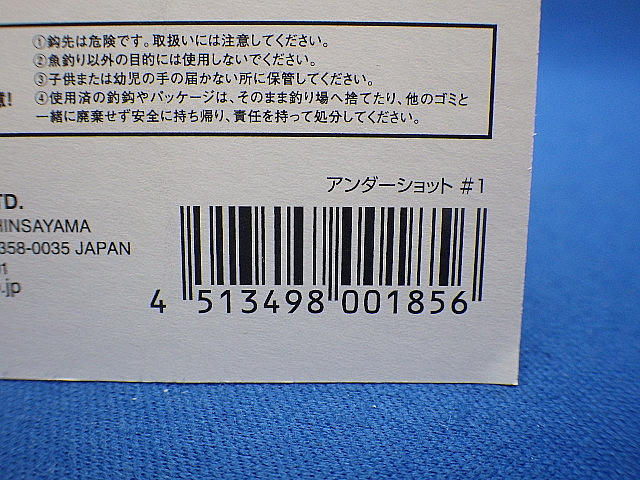 ①鈎先は危険です。取扱いには注意してください。
②魚釣り以外の目的には使用しないでください。
③子供または幼児の手の届かない所に保管してください。
④使用済の釣鈎やパッケージは、そのまま釣り場へ捨てたり、他のゴミと
一緒に廃棄せず安全に持ち帰り、責任を持って処分してください。
アンダーショット #1
TD.
HINSAYAMA
358-0035 JAPAN
01
.jp
4 513498 001856